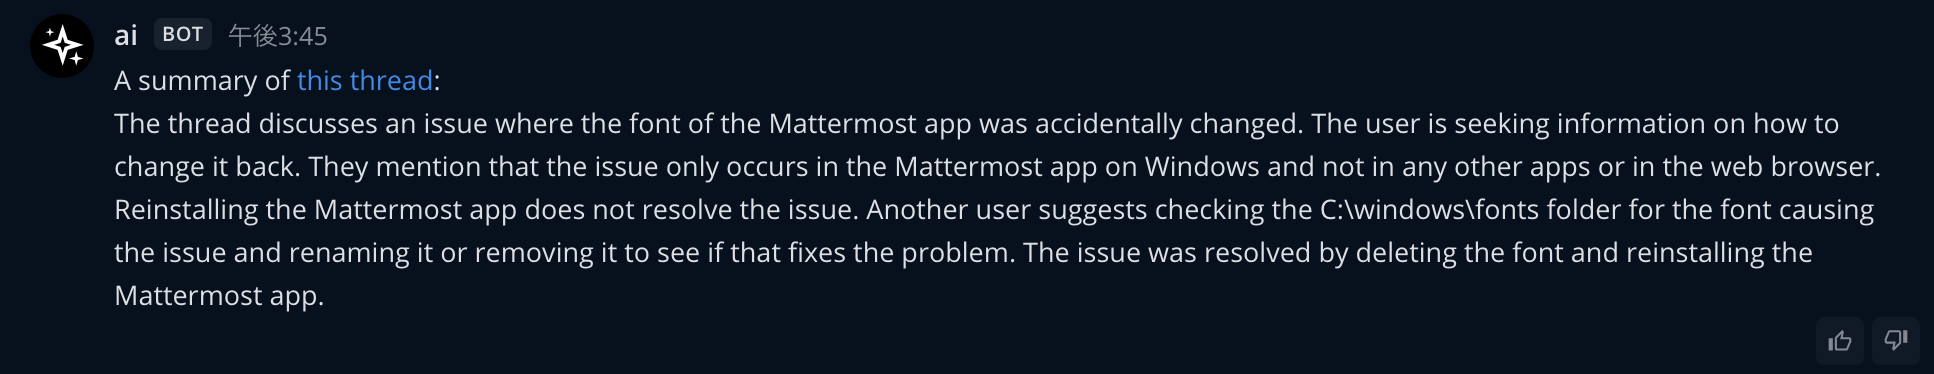 ai BOT 午後3:45
A summary of this thread:
The thread discusses an issue where the font of the Mattermost app was accidentally changed. The user is seeking information on how to
change it back. They mention that the issue only occurs in the Mattermost app on Windows and not in any other apps or in the web browser.
Reinstalling the Mattermost app does not resolve the issue. Another user suggests checking the C:\windows\fonts folder for the font causing
the issue and renaming it or removing it to see if that fixes the problem. The issue was resolved by deleting the font and reinstalling the
Mattermost app.